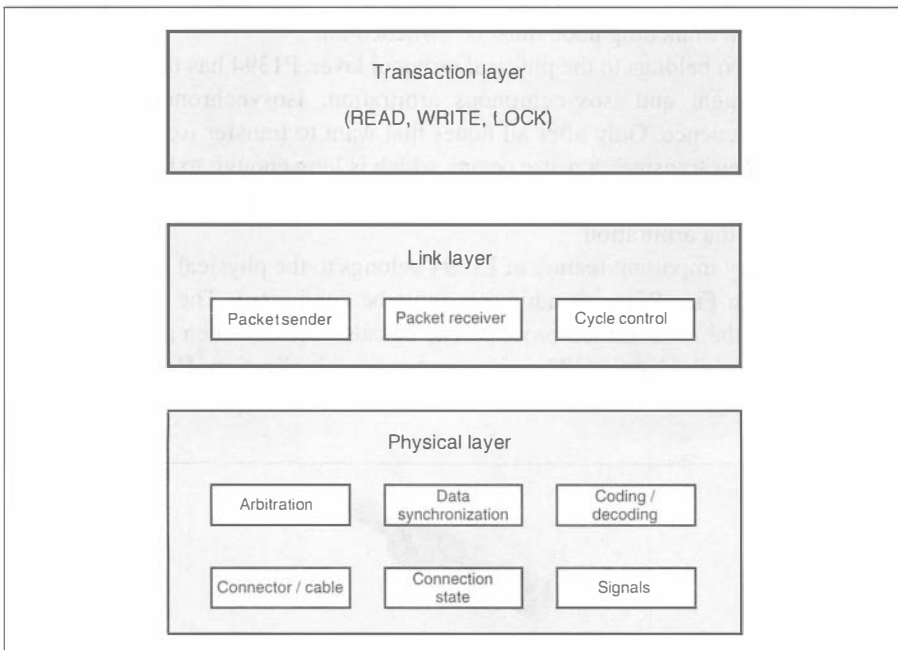 Transaction layer
(READ, WRITE, LOCK)
Link layer
Packet sender
Packet receiver
Cycle control
Physical layer
Arbitration
Data
synchronization
Coding /
decoding
Connector / cable
Connection
state
Signals